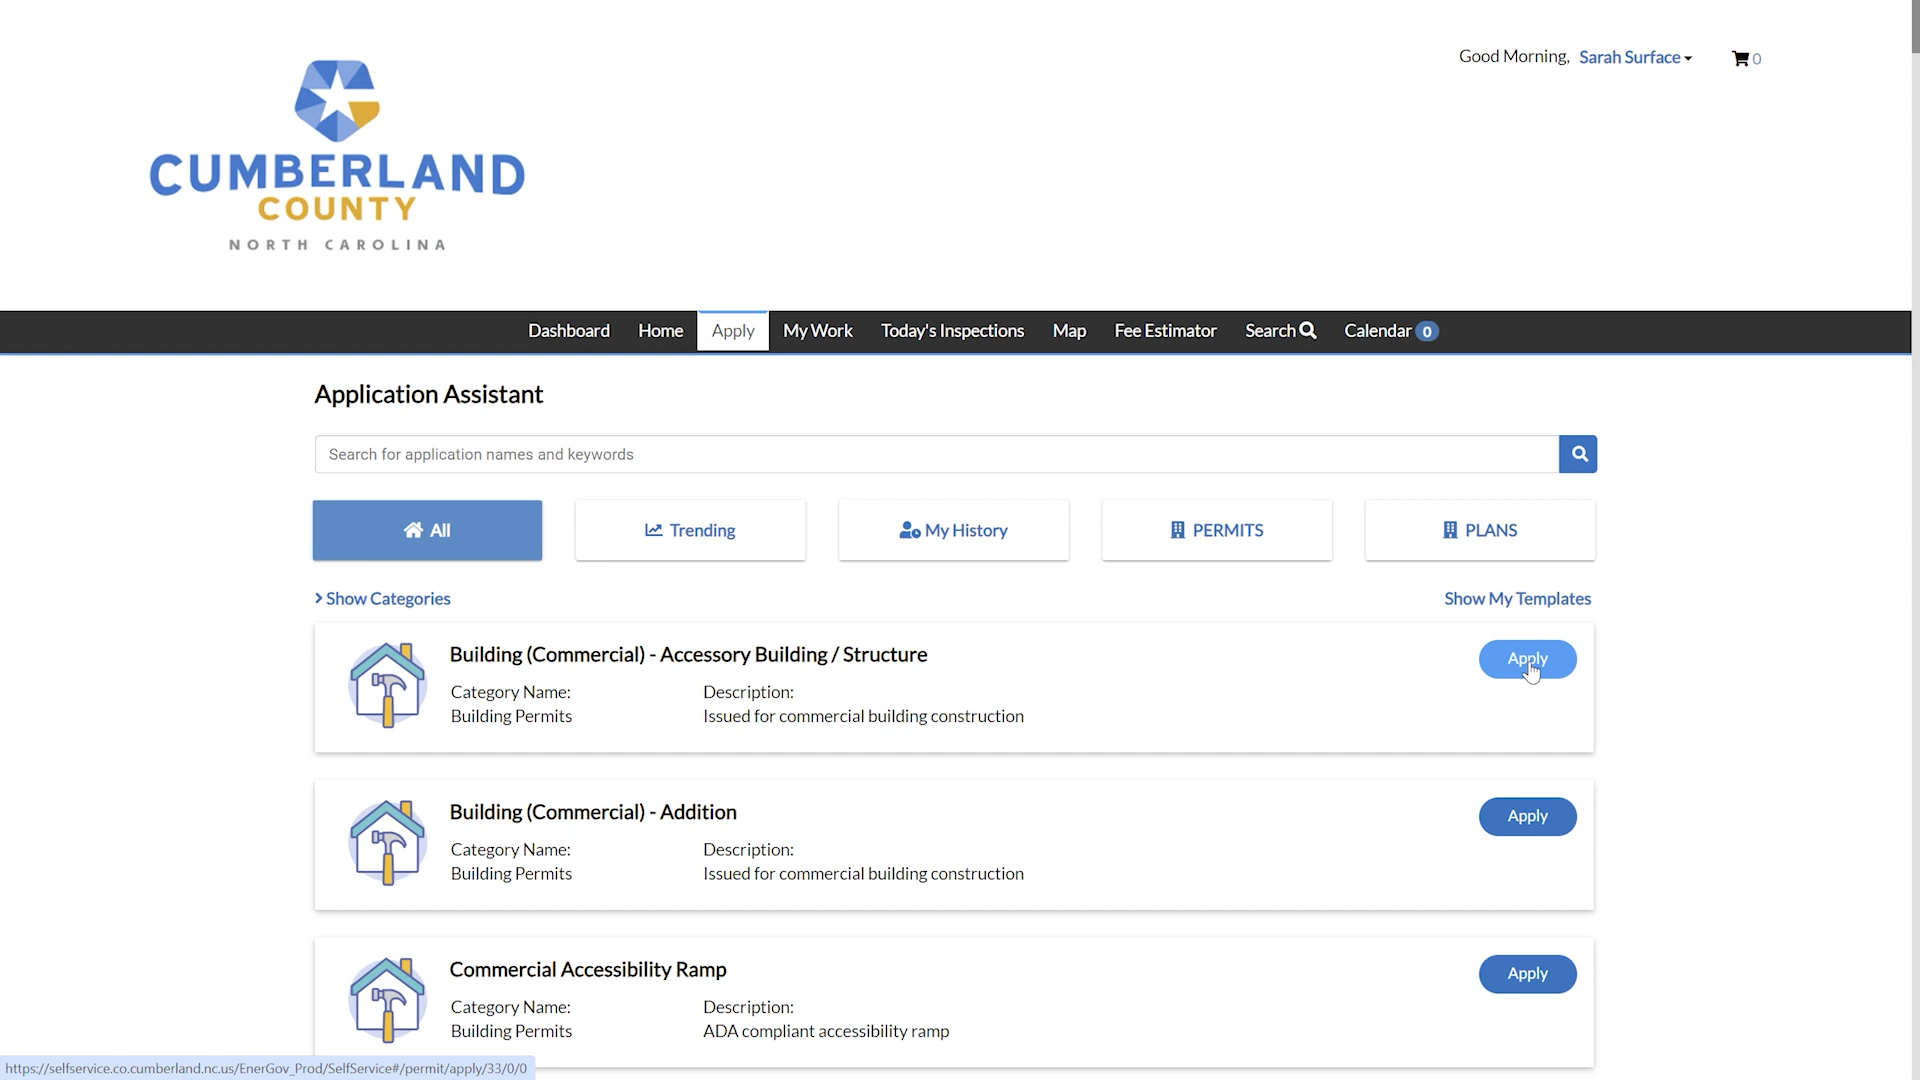 Good Morning, Sarah Surface 0
CUMBERLAND
COUNTY
NORTH CAROLINA
Dashboard Home Apply My Work Today's Inspections Map Fee Estimator Search Calendar 0
Application Assistant
Search for application names and keywords
All Trending My History PERMITS PLANS
Show Categories Show My Templates
Building (Commercial) - Accessory Building / Structure Apply
Category Name: Description:
Building Permits Issued for commercial building construction
Building (Commercial) - Addition Apply
Category Name: Description:
Building Permits Issued for commercial building construction
Commercial Accessibility Ramp Apply
Category Name: Description:
Building Permits ADA compliant accessibility ramp
https://selfservice.co.cumberland.nc.us/EnerGov_Prod/SelfService#/permit/apply/33/0/0